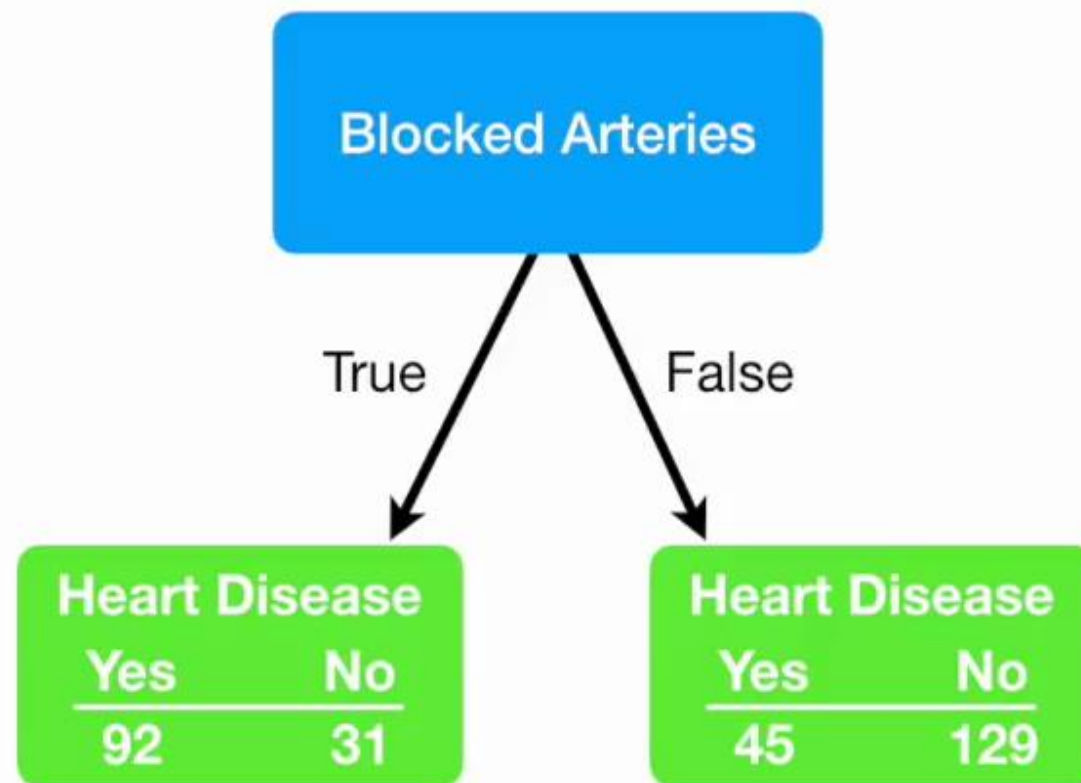 Blocked Arteries
True
False
Heart Disease
Yes No
92 31
Heart Disease
Yes No
45 129